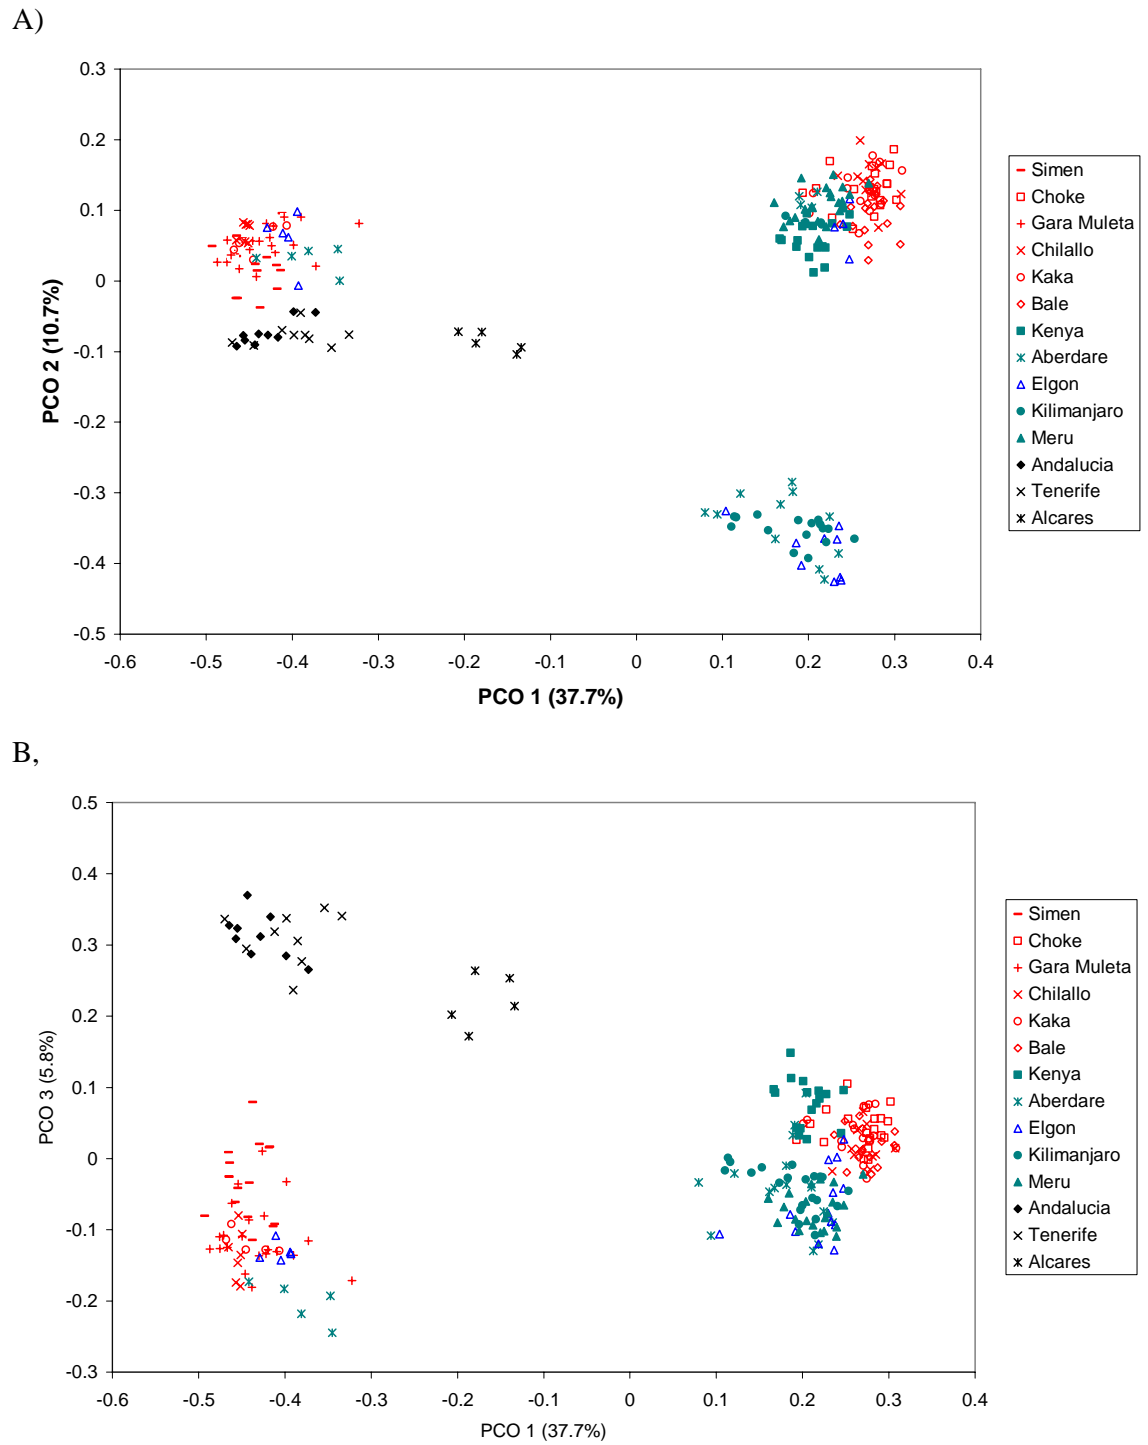 A)
0.3
0.2
0.1
0
-0.1
-0.2
-0.3
-0.4
-0.5
PCO 2 (10.7%)
-0.6 -0.5 -0.4 -0.3 -0.2 -0.1 0 0.1 0.2 0.3 0.4
PCO 1 (37.7%)
Simen
Choke
Gara Muleta
Chilallo
Kaka
Bale
Kenya
Aberdare
Elgon
Kilimanjaro
Meru
Andalucia
Tenerife
Alcares
B,
0.5
0.4
0.3
0.2
0.1
0
-0.1
-0.2
-0.3
PCO 3 (5.8%)
-0.6 -0.5 -0.4 -0.3 -0.2 -0.1 0 0.1 0.2 0.3 0.4
PCO 1 (37.7%)
Simen
Choke
Gara Muleta
Chilallo
Kaka
Bale
Kenya
Aberdare
Elgon
Kilimanjaro
Meru
Andalucia
Tenerife
Alcares